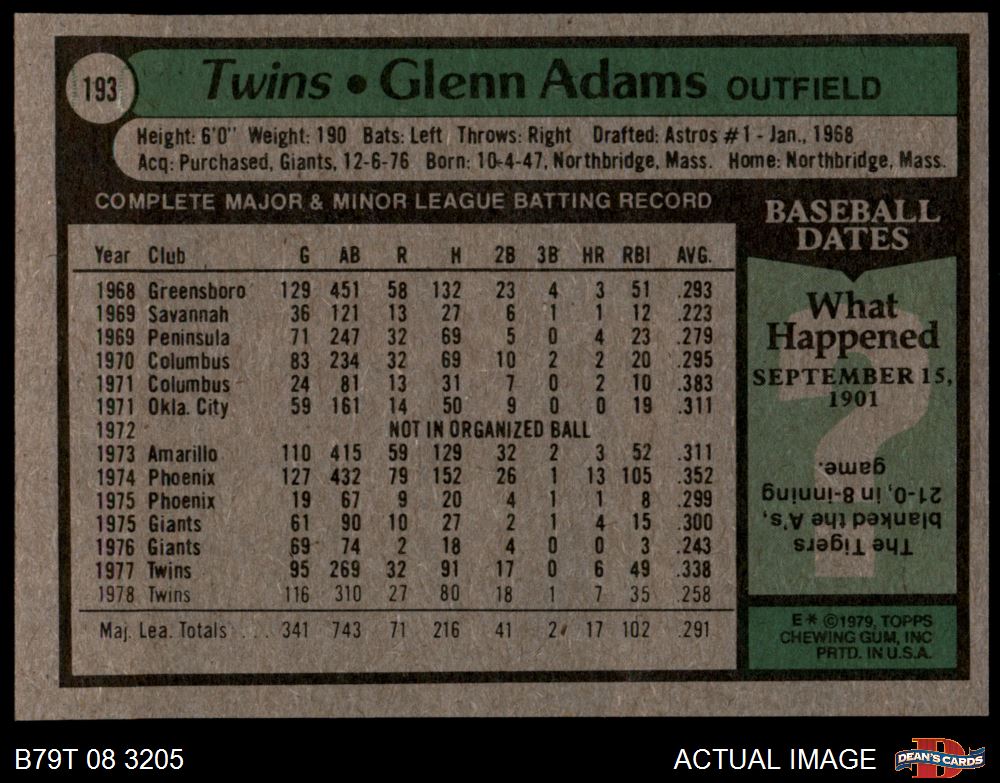 193
Twins • Glenn Adams OUTFIELD
Height: 6'0" Weight: 190 Bats: Left Throws: Right Drafted: Astros #1 - Jan., 1968
Acq: Purchased, Giants, 12-6-76 Born: 10-4-47, Northbridge, Mass. Home: Northbridge, Mass.
COMPLETE MAJOR & MINOR LEAGUE BATTING RECORD
Year Club G AB R H 2B 3B HR RBI AVG.
1968 Greensboro 129 451 58 132 23 4 3 51 .293
1969 Savannah 36 121 13 27 6 1 1 12 .223
1969 Peninsula 71 247 32 69 5 0 4 23 .279
1970 Columbus 83 234 32 69 10 2 2 20 .295
1971 Columbus 24 81 13 31 7 0 2 10 .383
1971 Okla. City 59 161 14 50 9 0 0 19 .311
1972 NOT IN ORGANIZED BALL
1973 Amarillo 110 415 59 129 32 2 3 52 .311
1974 Phoenix 127 432 79 152 26 1 13 105 .352
1975 Phoenix 19 67 9 20 4 1 1 8 .299
1975 Giants 61 90 10 27 2 1 4 15 .300
1976 Giants 69 74 2 18 4 0 0 3 .243
1977 Twins 95 269 32 91 17 0 6 49 .338
1978 Twins 116 310 27 80 18 1 7 35 .258
Maj. Lea. Totals .... 341 743 71 216 41 2 17 102 .291
BASEBALL
DATES
What
Happened
SEPTEMBER 15,
1901
The Tigers
blanked the A's,
21-0, in 8-inning
game.
E* ©1979, TOPPS
CHEWING GUM, INC
PRTD. IN U.S.A.
B79T 08 3205
ACTUAL IMAGE
DEAN'S CARDS